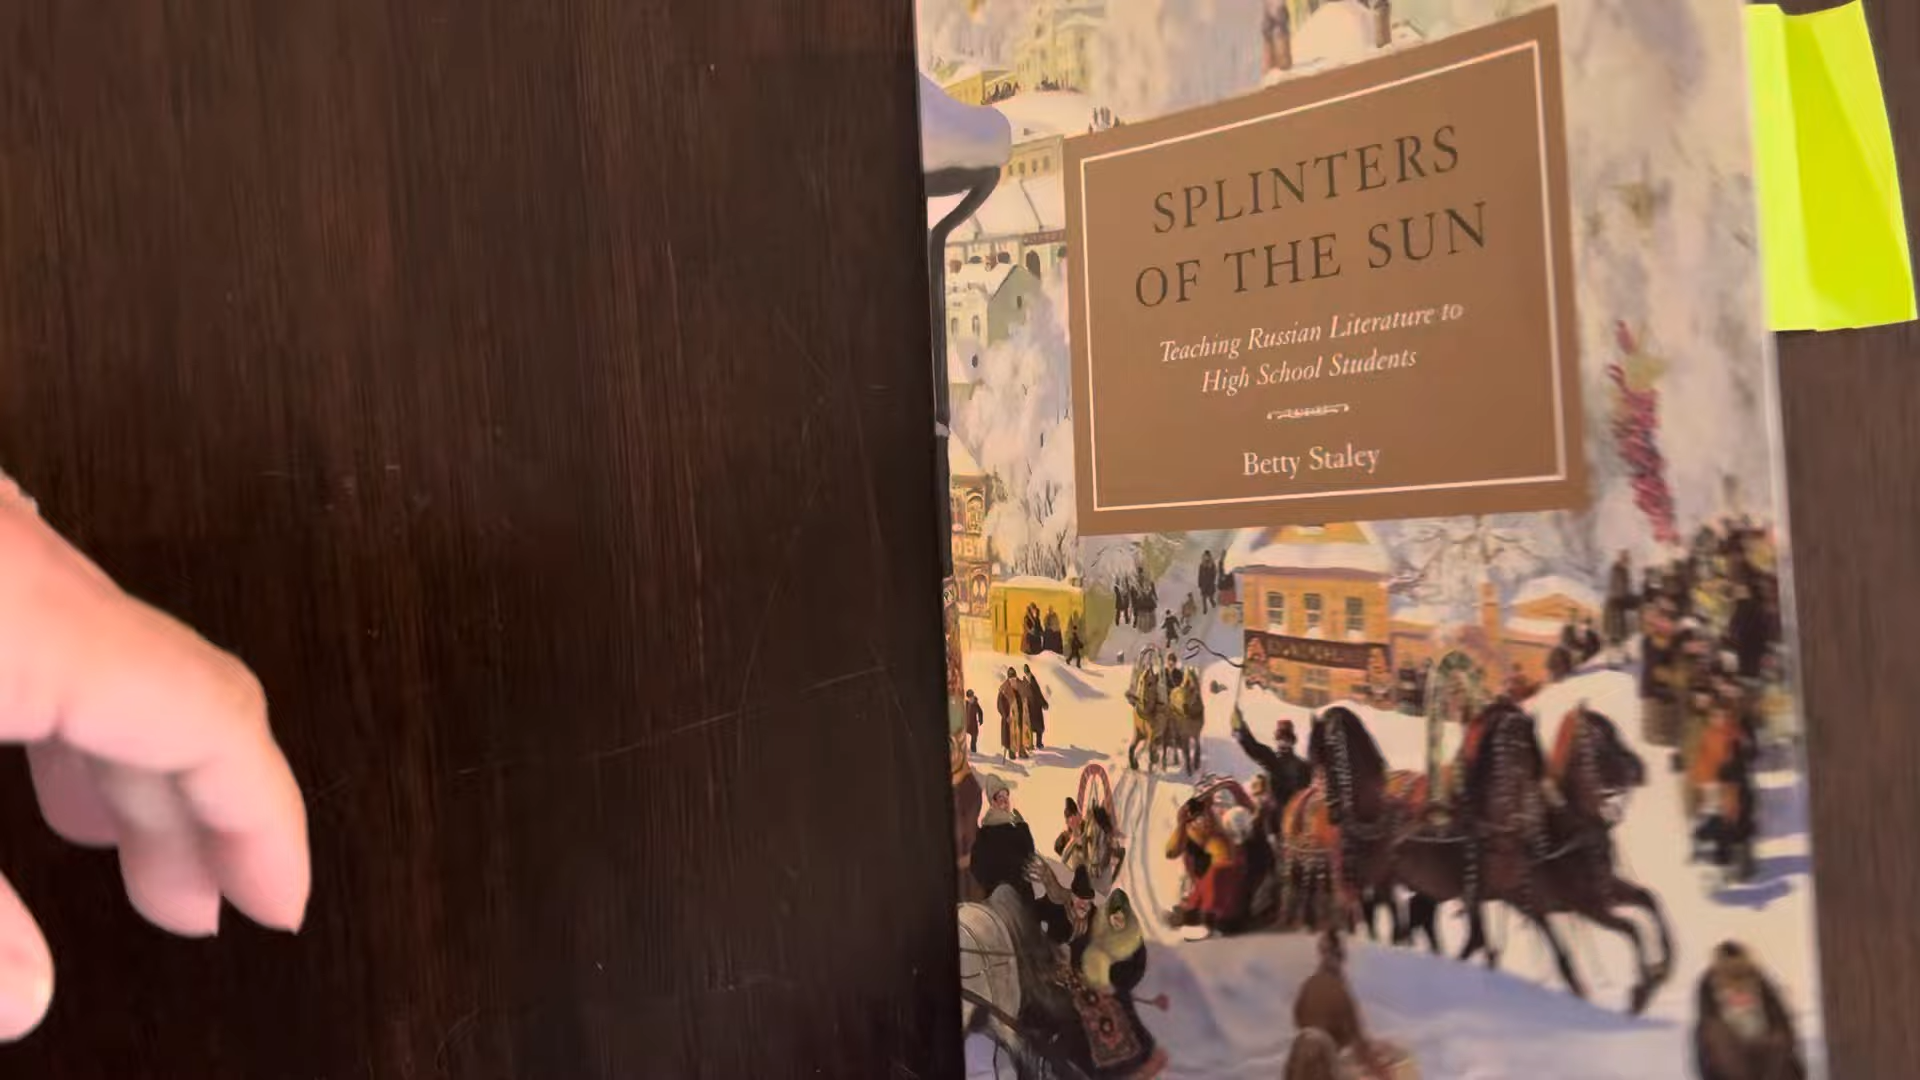 SPLINTERS
OF THE SUN
Teaching Russian Literature to
High School Students
Betty Staley